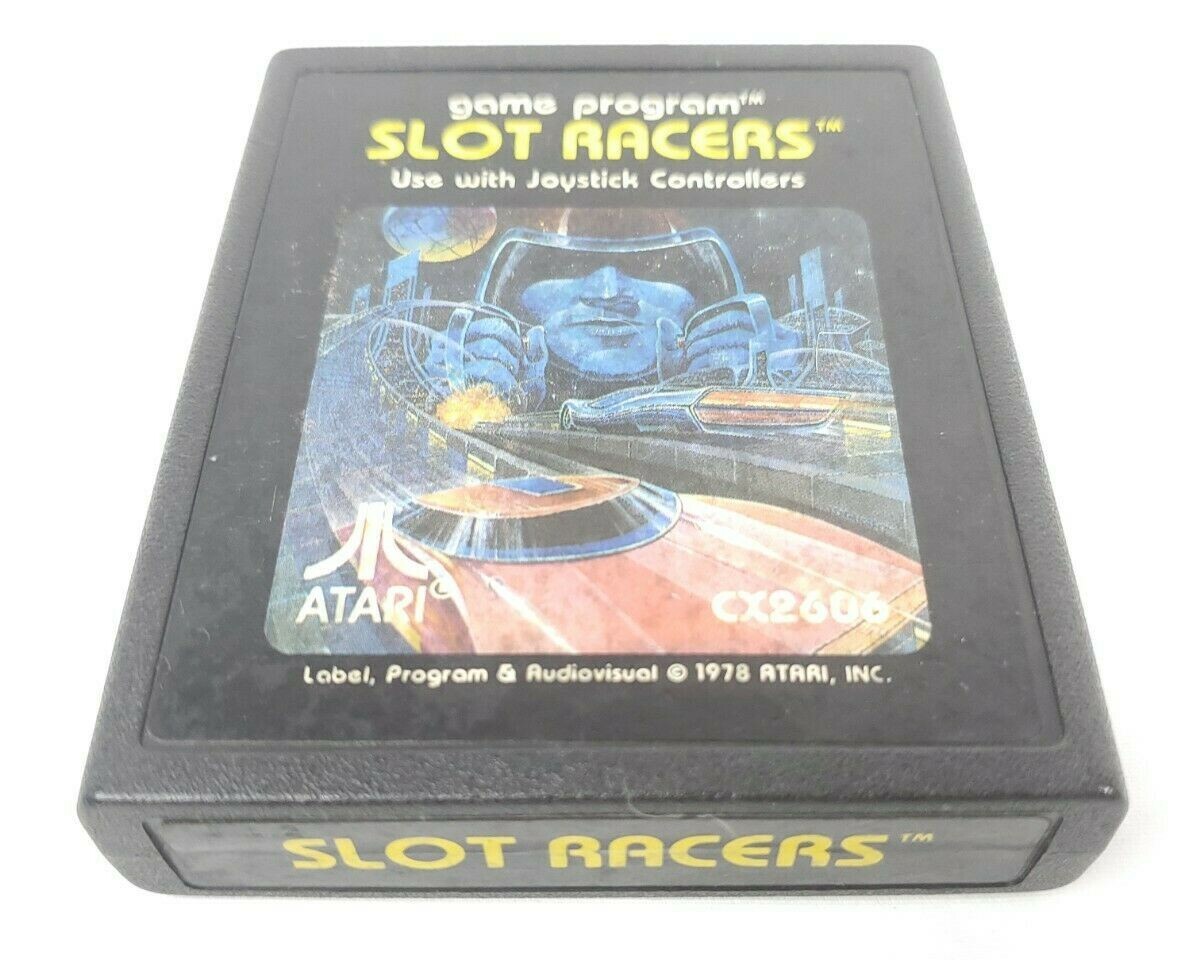 game program™
SLOT RACERS™
Use with Joystick Controllers
ATARI®
CX2606
Label, Program & Audiovisual © 1978 ATARI, INC.
SLOT RACERS™